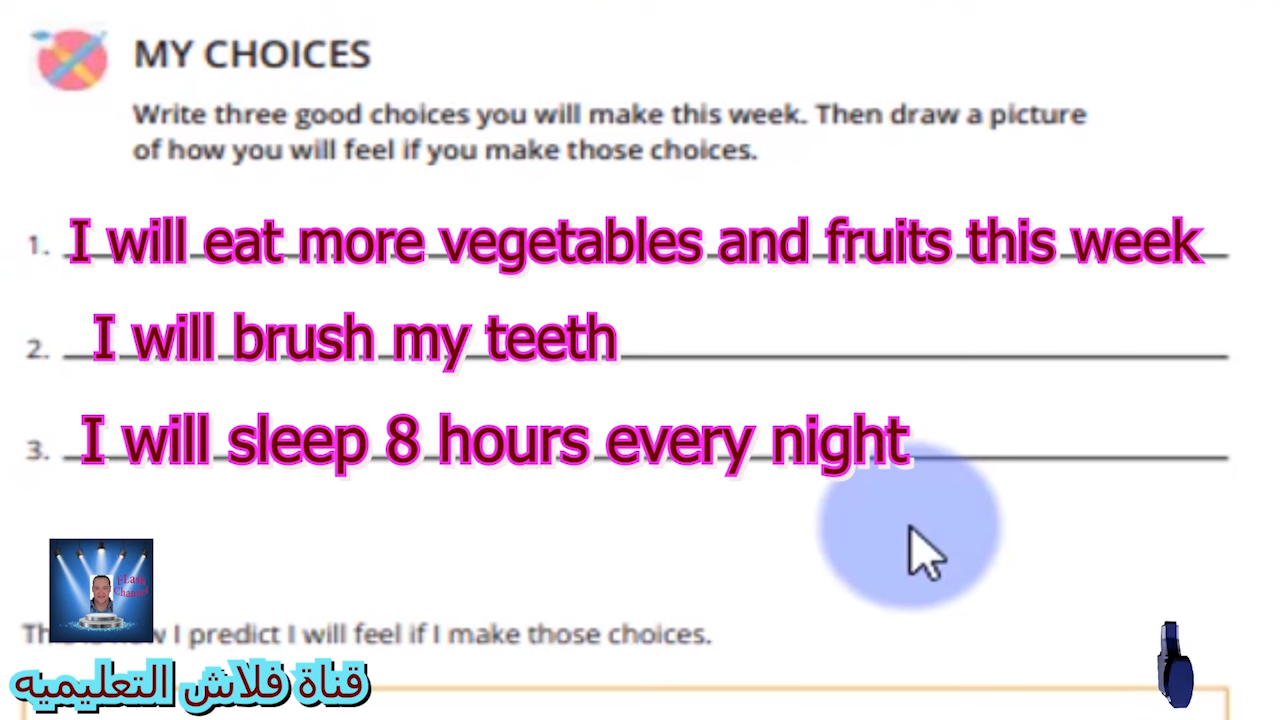 MY CHOICES
Write three good choices you will make this week. Then draw a picture
of how you will feel if you make those choices.
1. I will eat more vegetables and fruits this week
2. I will brush my teeth
3. I will sleep 8 hours every night
FLash
Channel
I predict I will feel if I make those choices.
قناة فلاش التعليميه